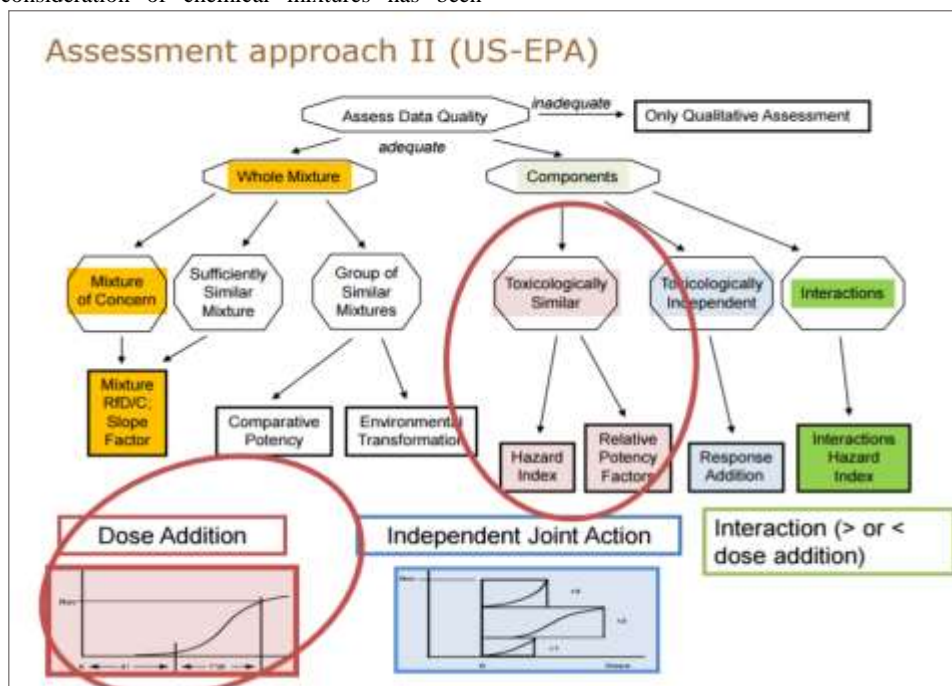 consideration of chemical mixtures has been
Assessment approach II (US-EPA)
Assess Data Quality
inadequate
Only Qualitative Assessment
adequate
Whole Mixture
Components
Mixture
of Concern
Sufficiently
Similar
Mixture
Group of
Similar
Mixtures
Toxicologically
Similar
Toxicologically
Independent
Interactions
Mixture
RfD/C;
Slope
Factor
Comparative
Potency
Environmental
Transformation
Hazard
Index
Relative
Potency
Factors
Response
Addition
Interactions
Hazard
Index
Dose Addition
Independent Joint Action
Interaction (> or <
dose addition)